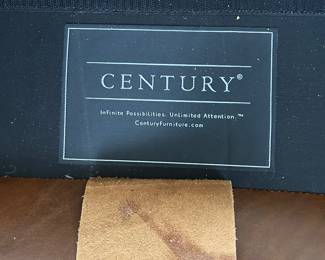 CENTURY®
Infinite Possibilities. Unlimited Attention.™
CenturyFurniture.com